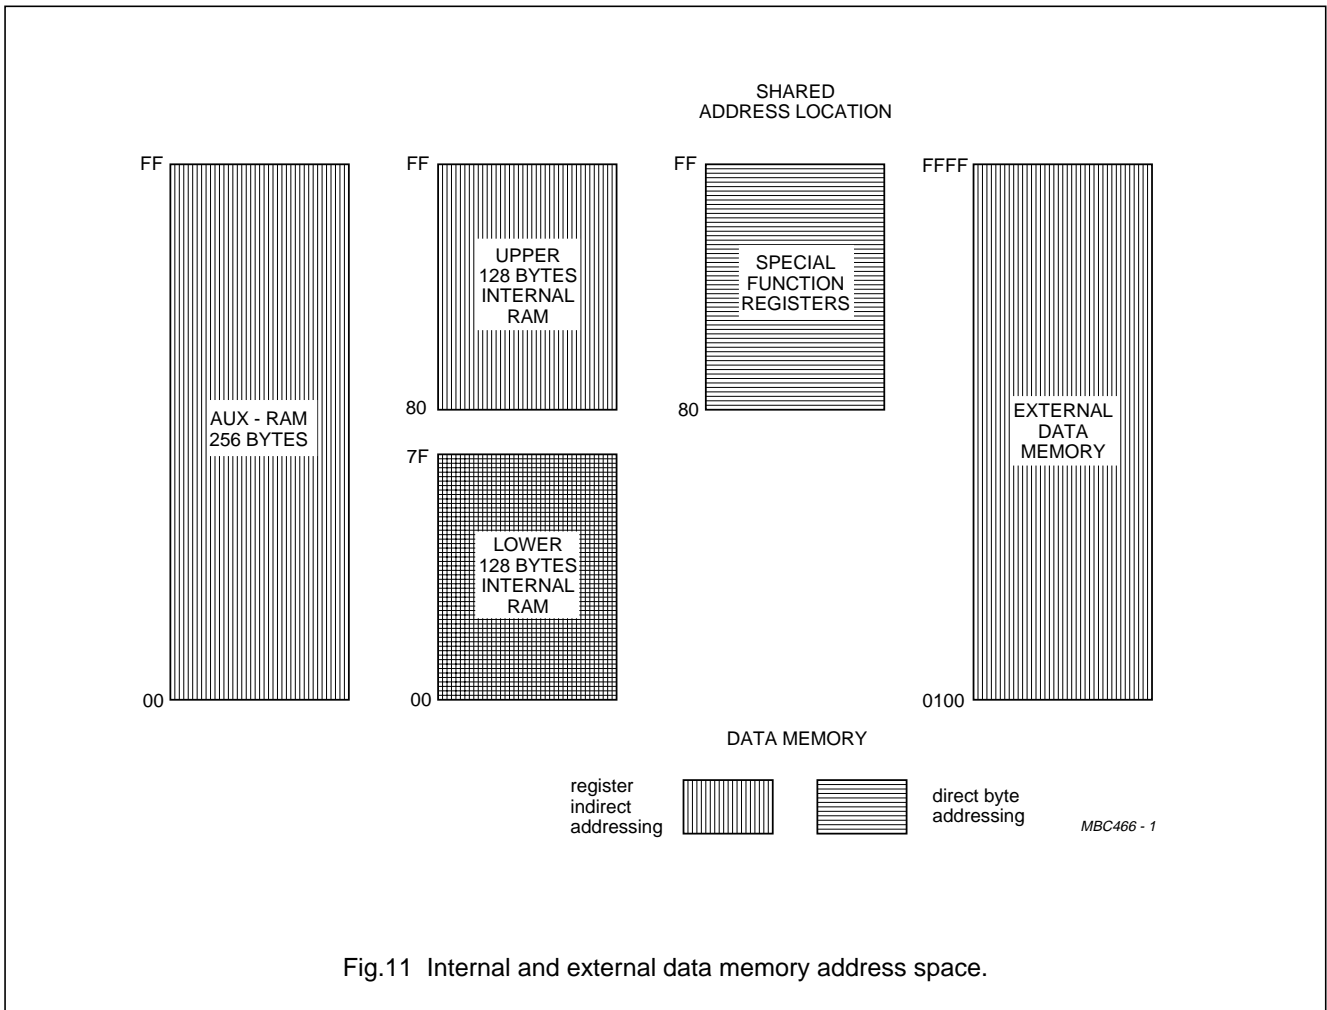 SHARED
ADDRESS LOCATION
FF
FF
FF
FFFF
UPPER
128 BYTES
INTERNAL
RAM
SPECIAL
FUNCTION
REGISTERS
80
80
AUX - RAM
256 BYTES
EXTERNAL
DATA
MEMORY
7F
LOWER
128 BYTES
INTERNAL
RAM
00
00
0100
DATA MEMORY
register
indirect
addressing
direct byte
addressing
MBC466 - 1
Fig.11 Internal and external data memory address space.